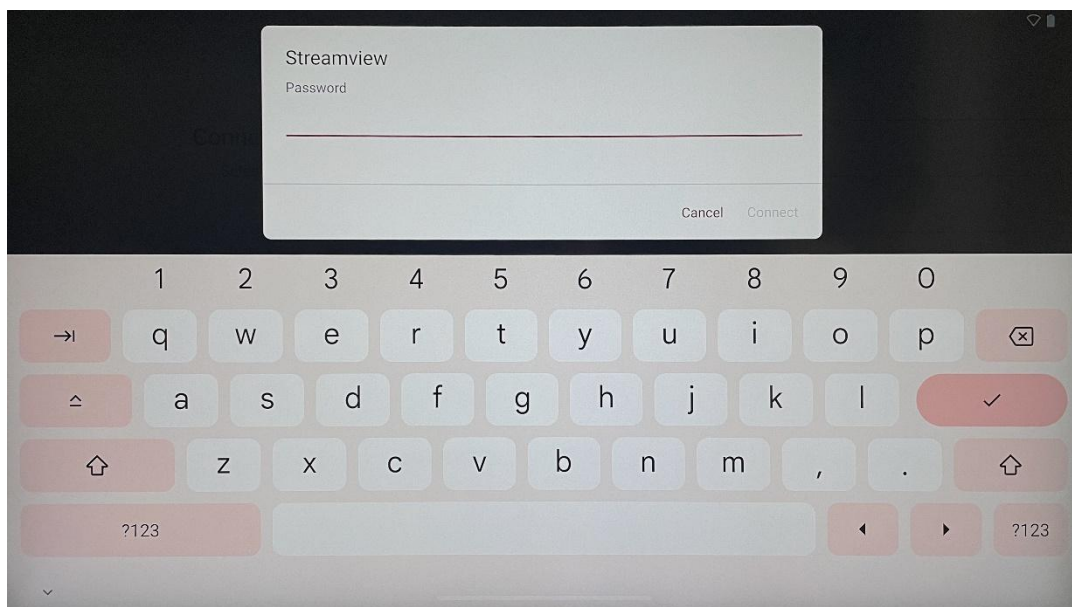 Streamview
Password
Cancel Connect
1 2 3 4 5 6 7 8 9 0
q w e r t y u i o p
a s d f g h j k l
z x c v b n m , .
?123 ?123